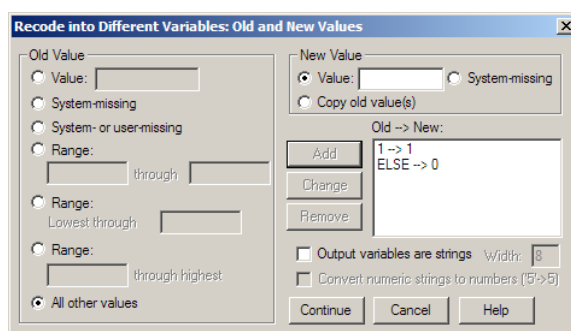 Recode into Different Variables: Old and New Values
Old Value
Value:
System-missing
System- or user-missing
Range:
through
Range:
Lowest through
Range:
through highest
All other values
New Value
Value:
System-missing
Copy old value(s)
Old --> New:
Add
1 --> 1
ELSE --> 0
Change
Remove
Output variables are strings Width: 8
Convert numeric strings to numbers ('5'->5)
Continue Cancel Help